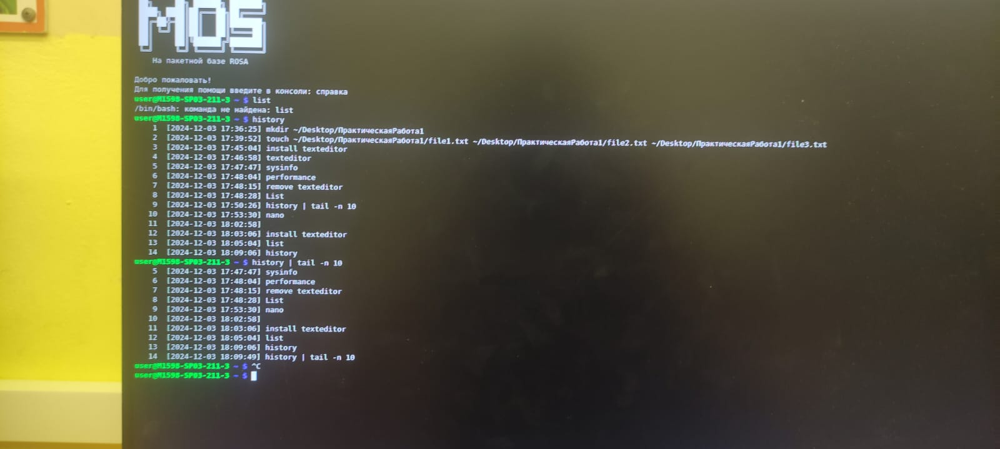 MOS
На пакетной базе ROSA
Добро пожаловать!
Для получения помощи введите в консоли: справка
user@M1598-SP03-211-3 ~ $ list
/bin/bash: команда не найдена: list
user@M1598-SP03-211-3 ~ $ history
1 [2024-12-03 17:36:25] mkdir ~/Desktop/ПрактическаяРабота1
2 [2024-12-03 17:39:52] touch ~/Desktop/ПрактическаяРабота1/file1.txt ~/Desktop/ПрактическаяРабота1/file2.txt ~/Desktop/ПрактическаяРабота1/file3.txt
3 [2024-12-03 17:45:04] install texteditor
4 [2024-12-03 17:46:58] texteditor
5 [2024-12-03 17:47:47] sysinfo
6 [2024-12-03 17:48:04] performance
7 [2024-12-03 17:48:15] remove texteditor
8 [2024-12-03 17:48:28] List
9 [2024-12-03 17:50:26] history | tail -n 10
10 [2024-12-03 17:53:30] nano
11 [2024-12-03 18:02:58]
12 [2024-12-03 18:03:06] install texteditor
13 [2024-12-03 18:05:04] list
14 [2024-12-03 18:09:06] history
user@M1598-SP03-211-3 ~ $ history | tail -n 10
5 [2024-12-03 17:47:47] sysinfo
6 [2024-12-03 17:48:04] performance
7 [2024-12-03 17:48:15] remove texteditor
8 [2024-12-03 17:48:28] List
9 [2024-12-03 17:53:30] nano
10 [2024-12-03 18:02:58]
11 [2024-12-03 18:03:06] install texteditor
12 [2024-12-03 18:05:04] list
13 [2024-12-03 18:09:06] history
14 [2024-12-03 18:09:49] history | tail -n 10
user@M1598-SP03-211-3 ~ $ ^C
user@M1598-SP03-211-3 ~ $